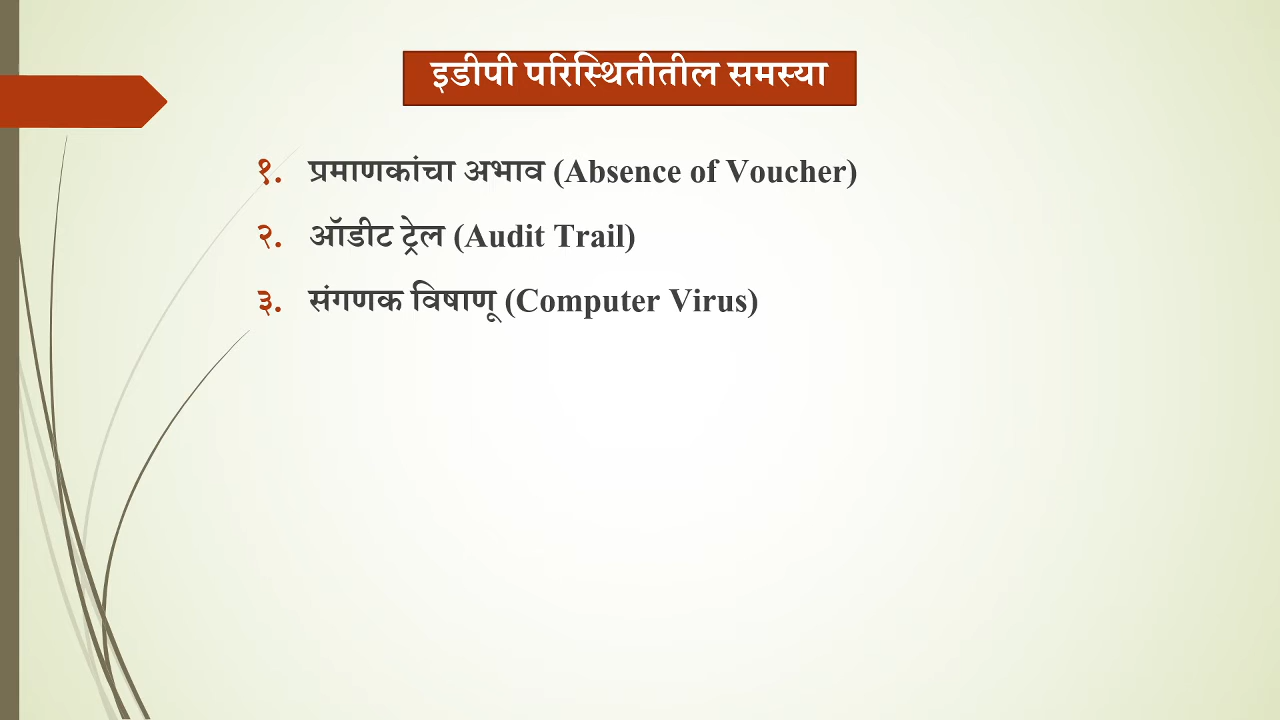 इडीपी परिस्थितीतील समस्या
१. प्रमाणकांचा अभाव (Absence of Voucher)
२. ऑडीट ट्रेल (Audit Trail)
३. संगणक विषाणू (Computer Virus)